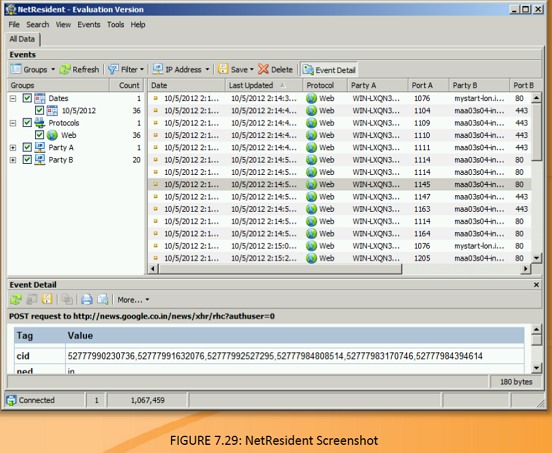 NetResident - Evaluation Version
File Search View Events Tools Help
All Data
Events
Groups Refresh Filter IP Address Save Delete Event Detail
Groups Count
Dates 1
10/5/2012 36
Protocols 1
Web 36
Party A 1
Party B 20
Date Last Updated Protocol Party A Port A Party B Port B
10/5/2012 2:1... 10/5/2012 2:14:3... Web WIN-LXQN3... 1076 mystart-lon.i... 80
10/5/2012 2:1... 10/5/2012 2:14:4... Web WIN-LXQN3... 1104 maa03s04-in... 443
10/5/2012 2:1... 10/5/2012 2:14:4... Web WIN-LXQN3... 1109 maa03s04-in... 443
10/5/2012 2:1... 10/5/2012 2:14:4... Web WIN-LXQN3... 1110 maa03s04-in... 443
10/5/2012 2:1... 10/5/2012 2:14:4... Web WIN-LXQN3... 1111 maa03s04-in... 443
10/5/2012 2:1... 10/5/2012 2:14:5... Web WIN-LXQN3... 1114 maa03s04-in... 80
10/5/2012 2:1... 10/5/2012 2:14:5... Web WIN-LXQN3... 1114 maa03s04-in... 80
10/5/2012 2:1... 10/5/2012 2:14:5... Web WIN-LXQN3... 1145 maa03s04-in... 80
10/5/2012 2:1... 10/5/2012 2:14:5... Web WIN-LXQN3... 1147 maa03s04-in... 443
10/5/2012 2:1... 10/5/2012 2:14:5... Web WIN-LXQN3... 1163 maa03s04-in... 443
10/5/2012 2:1... 10/5/2012 2:14:5... Web WIN-LXQN3... 1114 maa03s04-in... 80
10/5/2012 2:1... 10/5/2012 2:14:5... Web WIN-LXQN3... 1164 maa03s04-in... 80
10/5/2012 2:1... 10/5/2012 2:15:0... Web WIN-LXQN3... 1076 mystart-lon.i... 80
10/5/2012 2:1... 10/5/2012 2:15:2... Web WIN-LXQN3... 1205 maa03s04-in... 443
Event Detail
More...
POST request to http://news.google.co.in/news/xhr/rhc?authuser=0
Tag Value
cid 52777990230736,52777991632076,52777992527295,52777984808514,52777983170746,52777984394614
ned in
180 bytes
Connected 1 1,067,459
FIGURE 7.29: NetResident Screenshot